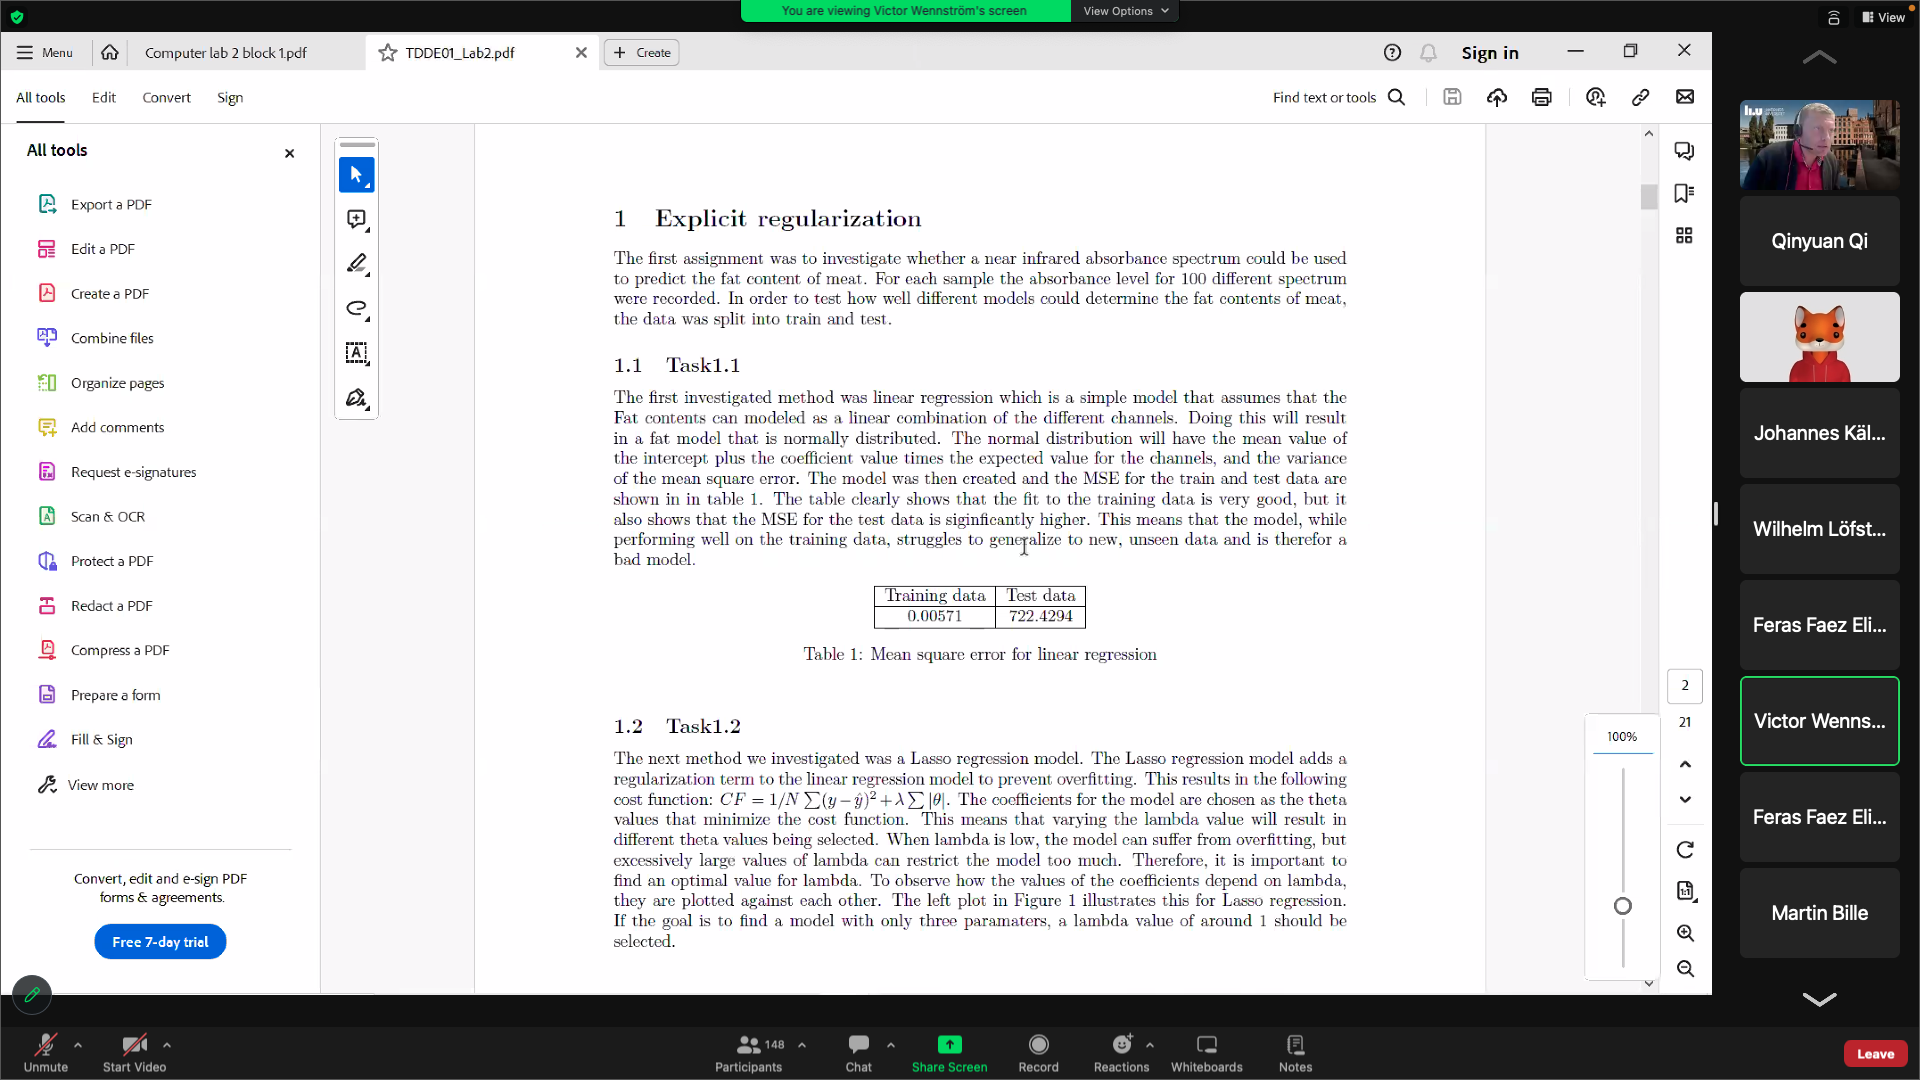 You are viewing Victor Wennström's screen
View Options
View
Menu
Computer lab 2 block 1.pdf
TDDE01_Lab2.pdf
Create
Sign in
All tools
Edit
Convert
Sign
Find text or tools
All tools
Export a PDF
Edit a PDF
Create a PDF
Combine files
Organize pages
Add comments
Request e-signatures
Scan & OCR
Protect a PDF
Redact a PDF
Compress a PDF
Prepare a form
Fill & Sign
View more
Convert, edit and e-sign PDF
forms & agreements.
Free 7-day trial
1 Explicit regularization
The first assignment was to investigate whether a near infrared absorbance spectrum could be used
to predict the fat content of meat. For each sample the absorbance level for 100 different spectrum
were recorded. In order to test how well different models could determine the fat contents of meat,
the data was split into train and test.
1.1 Task1.1
The first investigated method was linear regression which is a simple model that assumes that the
Fat contents can modeled as a linear combination of the different channels. Doing this will result
in a fat model that is normally distributed. The normal distribution will have the mean value of
the intercept plus the coefficient value times the expected value for the channels, and the variance
of the mean square error. The model was then created and the MSE for the train and test data are
shown in in table 1. The table clearly shows that the fit to the training data is very good, but it
also shows that the MSE for the test data is siginficantly higher. This means that the model, while
performing well on the training data, struggles to generalize to new, unseen data and is therefor a
bad model.
Training data Test data
0.00571 722.4294
Table 1: Mean square error for linear regression
1.2 Task1.2
The next method we investigated was a Lasso regression model. The Lasso regression model adds a
regularization term to the linear regression model to prevent overfitting. This results in the following
cost function: CF = 1/N ∑(y − ŷ)² + λ ∑ |θ|. The coefficients for the model are chosen as the theta
values that minimize the cost function. This means that varying the lambda value will result in
different theta values being selected. When lambda is low, the model can suffer from overfitting, but
excessively large values of lambda can restrict the model too much. Therefore, it is important to
find an optimal value for lambda. To observe how the values of the coefficients depend on lambda,
they are plotted against each other. The left plot in Figure 1 illustrates this for Lasso regression.
If the goal is to find a model with only three paramaters, a lambda value of around 1 should be
selected.
2
21
100%
Qinyuan Qi
Johannes Käl...
Wilhelm Löfst...
Feras Faez Eli...
Victor Wenns...
Feras Faez Eli...
Martin Bille
Unmute
Start Video
148
Participants
Chat
Share Screen
Record
Reactions
Whiteboards
Notes
Leave